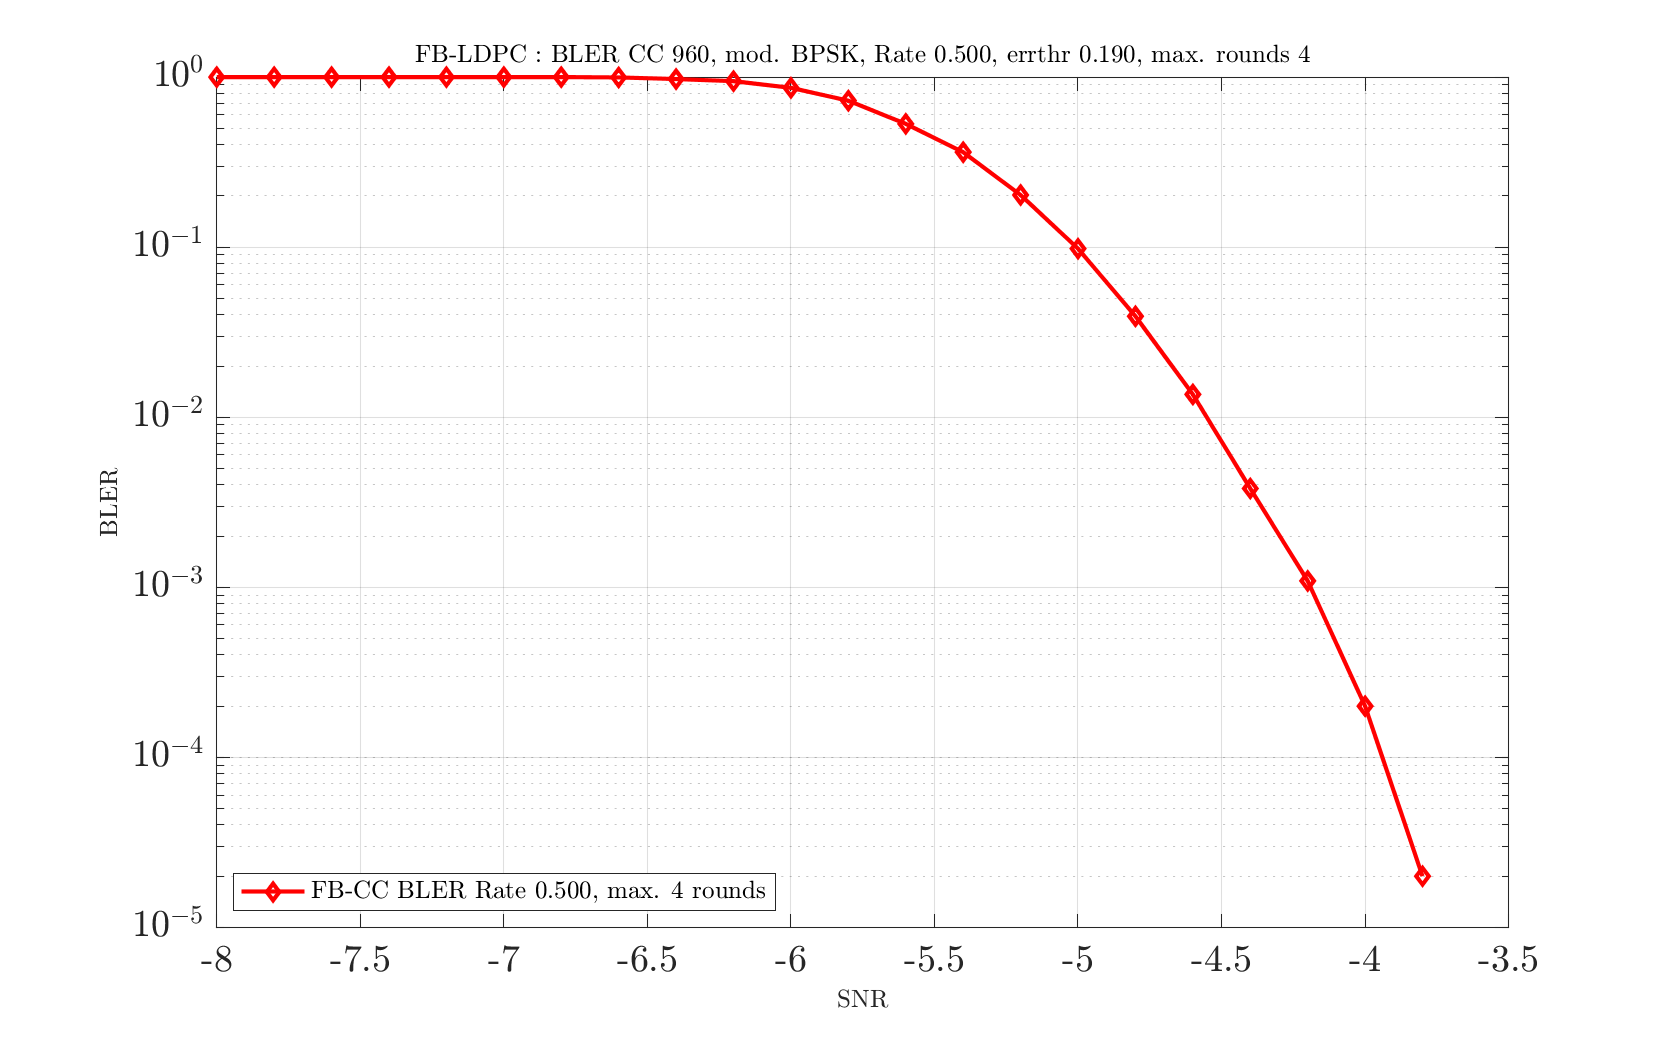 FB-LDPC : BLER CC 960, mod. BPSK, Rate 0.500, errthr 0.190, max. rounds 4
10^0
10^−1
10^−2
10^−3
10^−4
10^−5
BLER
FB-CC BLER Rate 0.500, max. 4 rounds
-8 -7.5 -7 -6.5 -6 -5.5 -5 -4.5 -4 -3.5
SNR